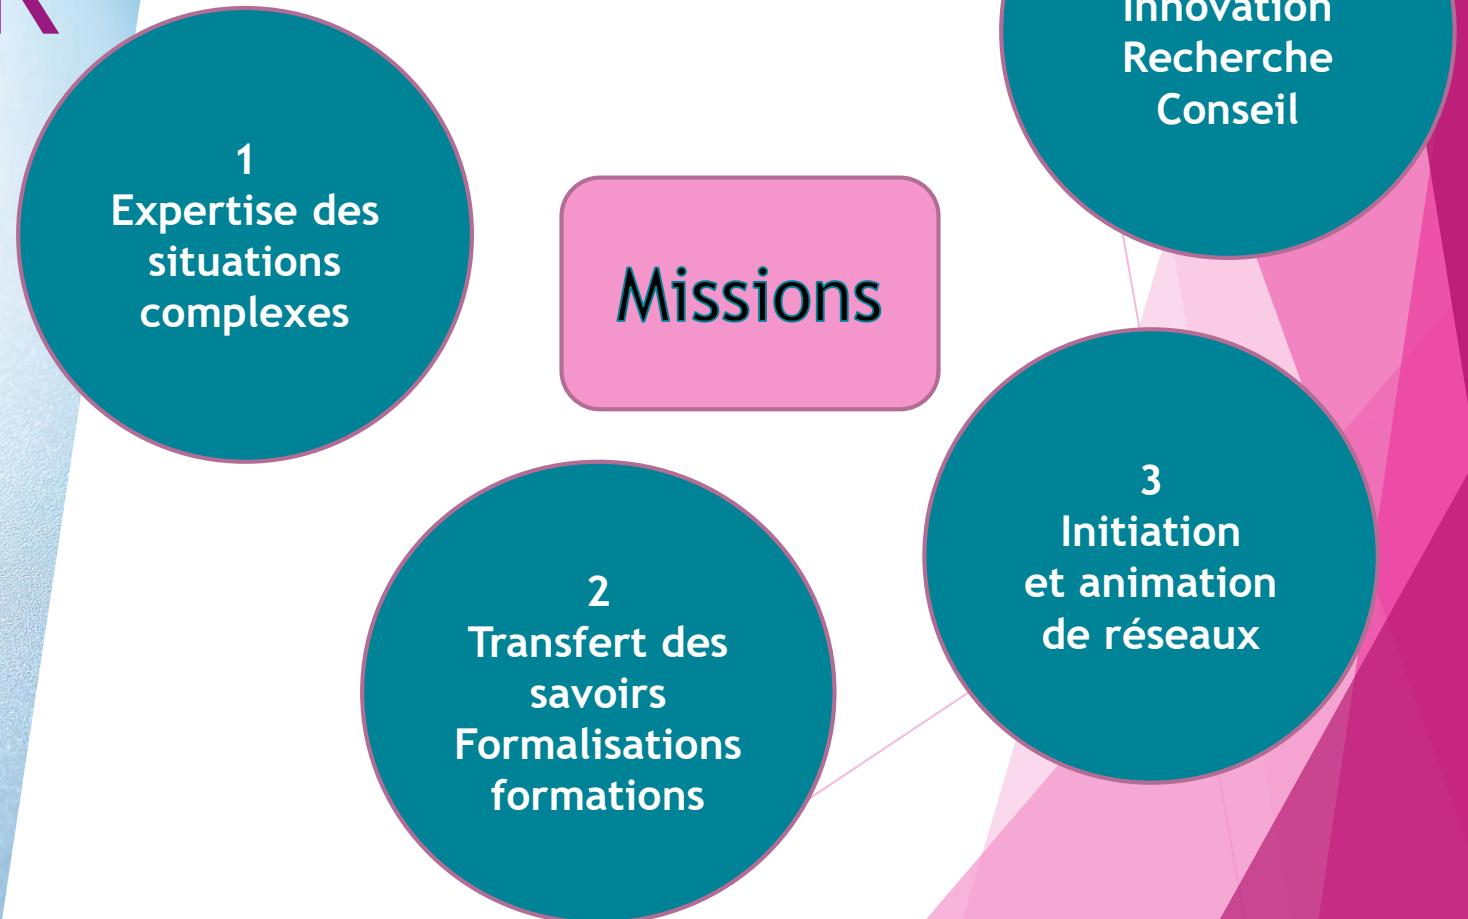 1
Expertise des
situations
complexes
Missions
2
Transfert des
savoirs
Formalisations
formations
3
Initiation
et animation
de réseaux
Innovation
Recherche
Conseil